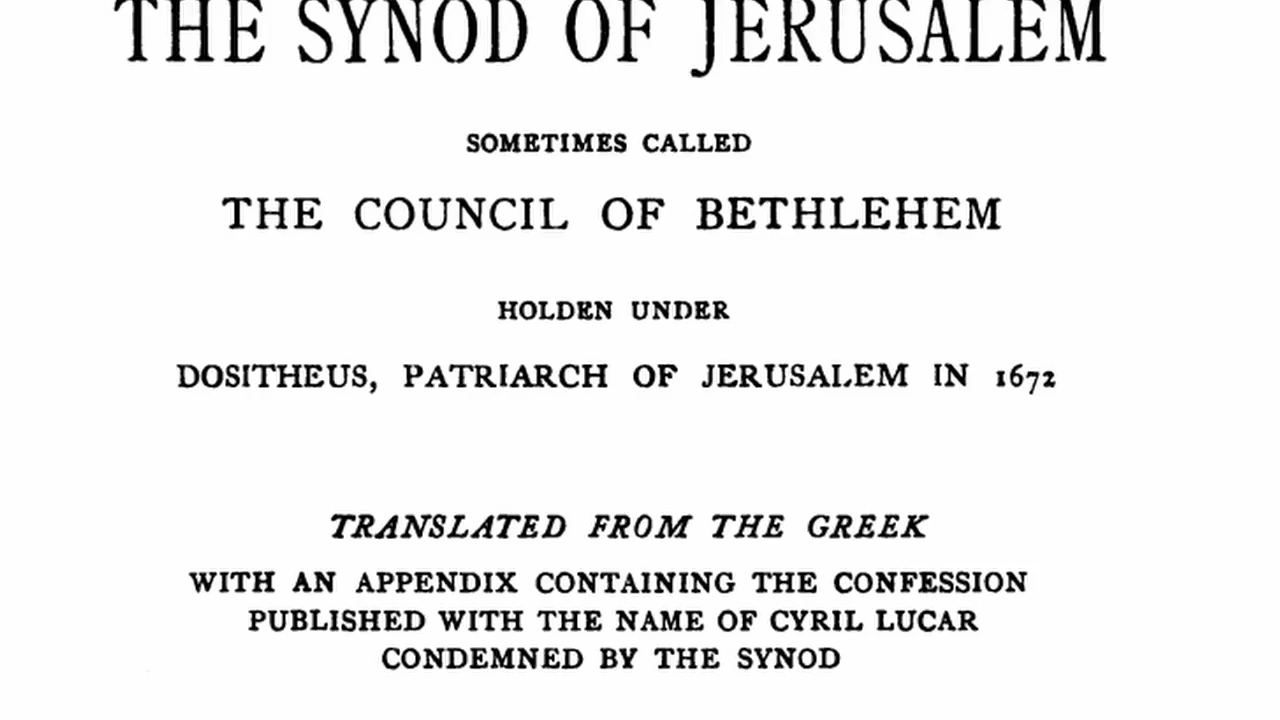 THE SYNOD OF JERUSALEM
SOMETIMES CALLED
THE COUNCIL OF BETHLEHEM
HOLDEN UNDER
DOSITHEUS, PATRIARCH OF JERUSALEM IN 1672
TRANSLATED FROM THE GREEK
WITH AN APPENDIX CONTAINING THE CONFESSION
PUBLISHED WITH THE NAME OF CYRIL LUCAR
CONDEMNED BY THE SYNOD